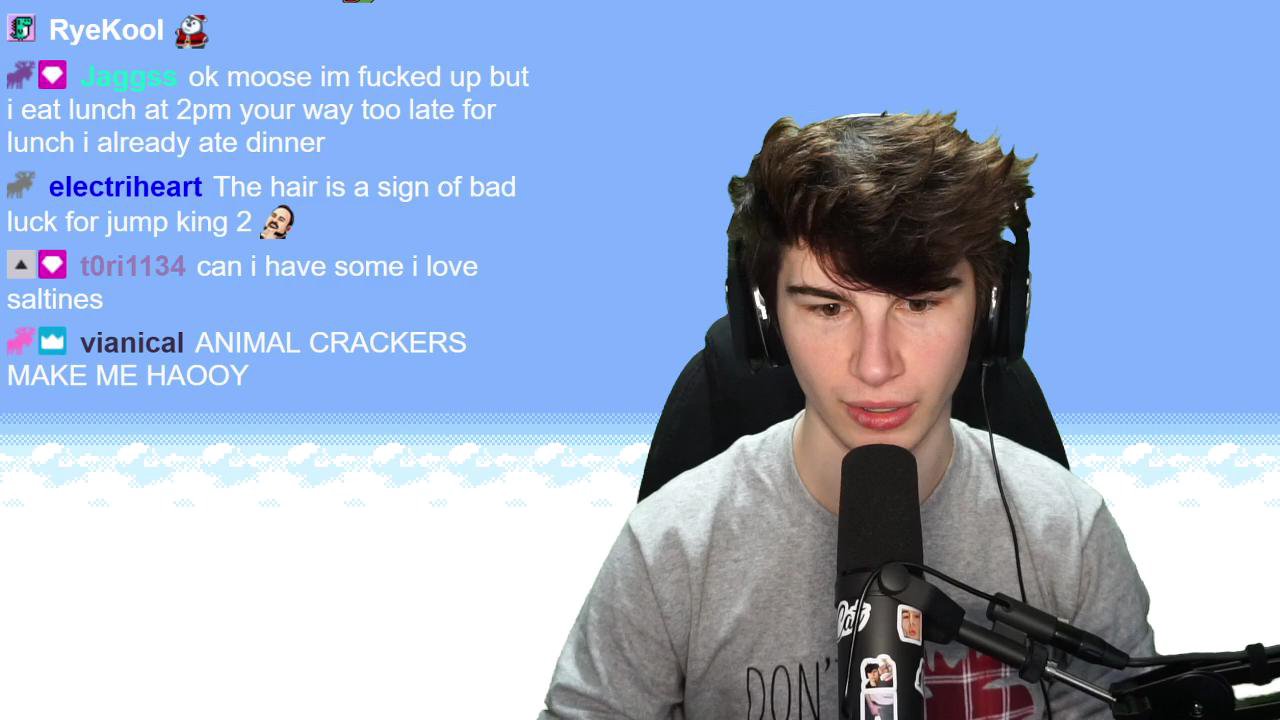 RyeKool
Jaggss ok moose im fucked up but
i eat lunch at 2pm your way too late for
lunch i already ate dinner
electriheart The hair is a sign of bad
luck for jump king 2
t0ri1134 can i have some i love
saltines
vianical ANIMAL CRACKERS
MAKE ME HAOOY
DON'